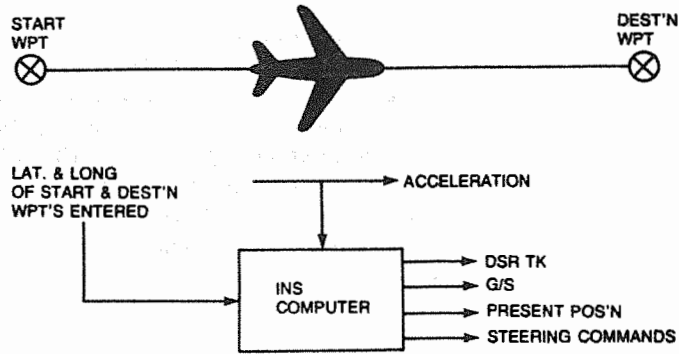 START
WPT
DEST'N
WPT
LAT. & LONG
OF START & DEST'N
WPT'S ENTERED
ACCELERATION
INS
COMPUTER
DSR TK
G/S
PRESENT POS'N
STEERING COMMANDS